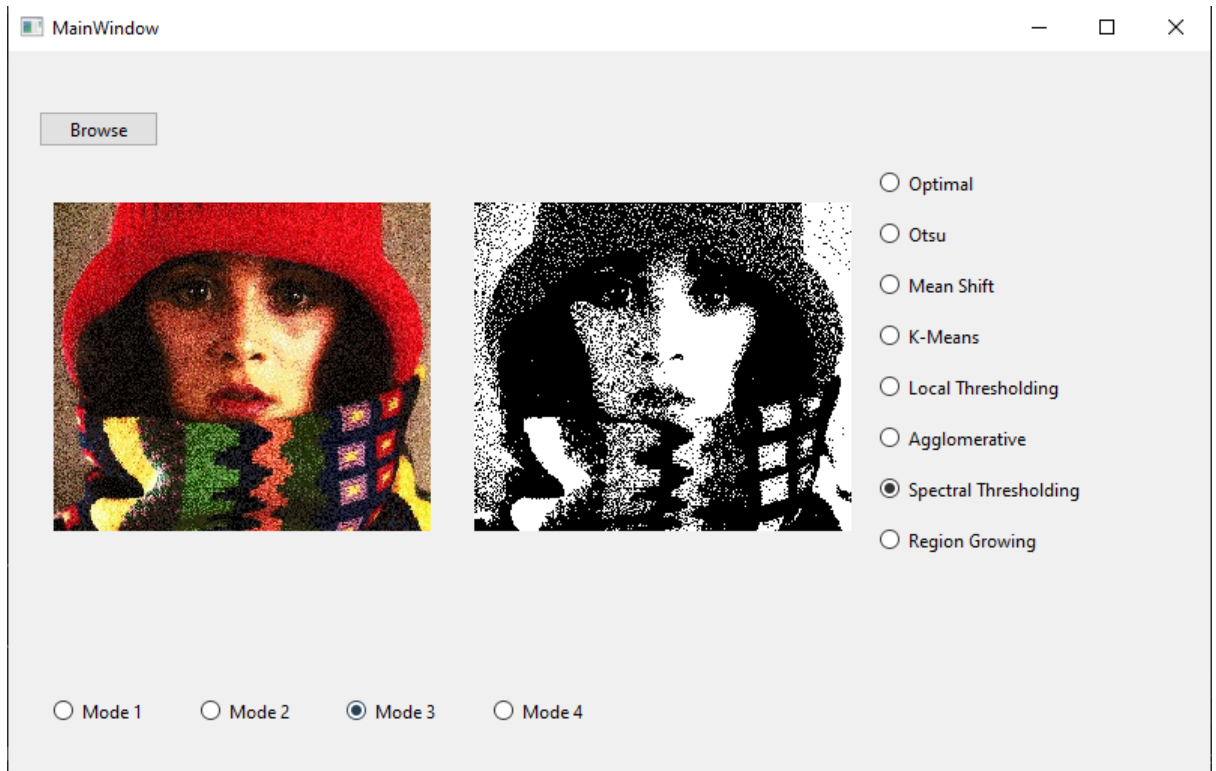 MainWindow
Browse
Optimal
Otsu
Mean Shift
K-Means
Local Thresholding
Agglomerative
Spectral Thresholding
Region Growing
Mode 1 Mode 2 Mode 3 Mode 4